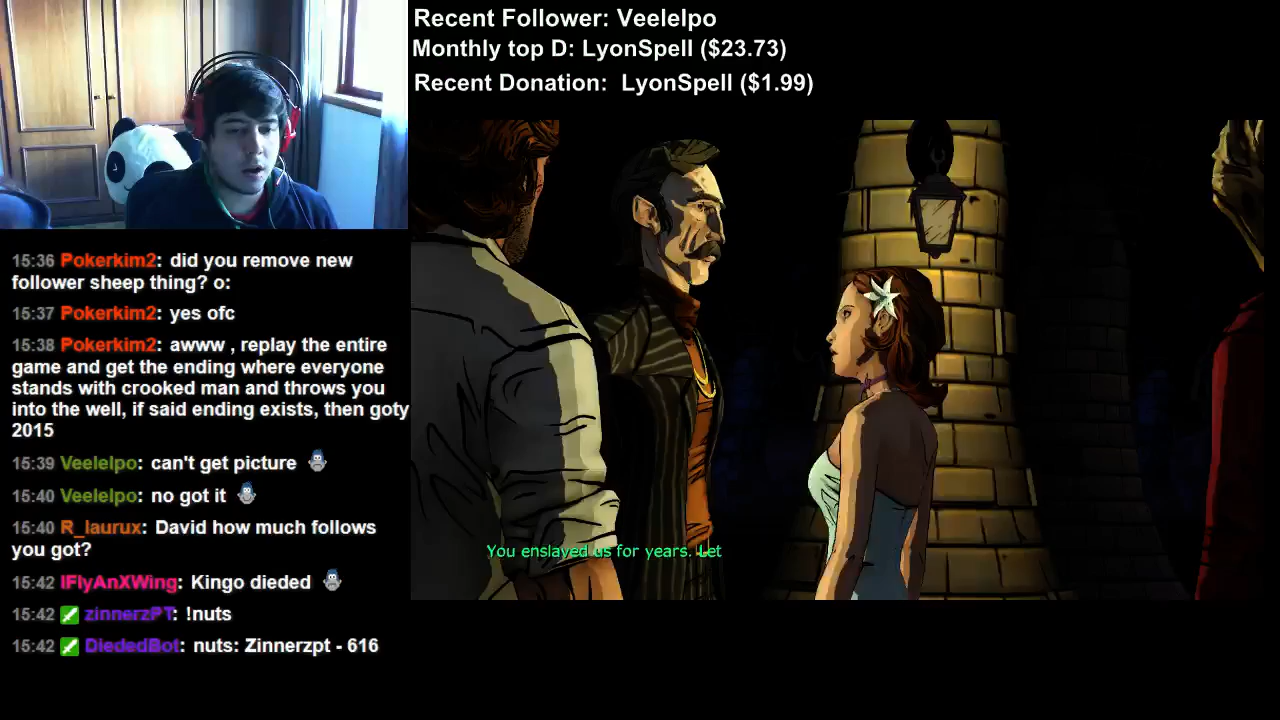 Recent Follower: Veelelpo
Monthly top D: LyonSpell ($23.73)
Recent Donation: LyonSpell ($1.99)
15:36 Pokerkim2: did you remove new
follower sheep thing? o:
15:37 Pokerkim2: yes ofc
15:38 Pokerkim2: awww , replay the entire
game and get the ending where everyone
stands with crooked man and throws you
into the well, if said ending exists, then goty
2015
15:39 Veelelpo: can't get picture
15:40 Veelelpo: no got it
15:40 R_laurux: David how much follows
you got?
15:42 IFlyAnXWing: Kingo dieded
15:42 zinnerzPT: !nuts
15:42 DiededBot: nuts: Zinnerzpt - 616
You enslaved us for years. Let